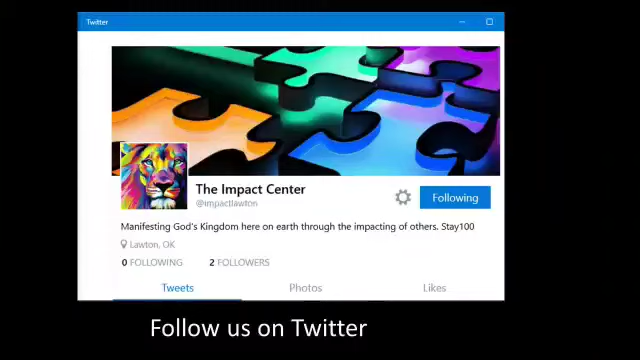 Twitter
The Impact Center
@impactlawton
Following
Manifesting God's Kingdom here on earth through the impacting of others. Stay100
Lawton, OK
0 FOLLOWING 2 FOLLOWERS
Tweets Photos Likes
Follow us on Twitter